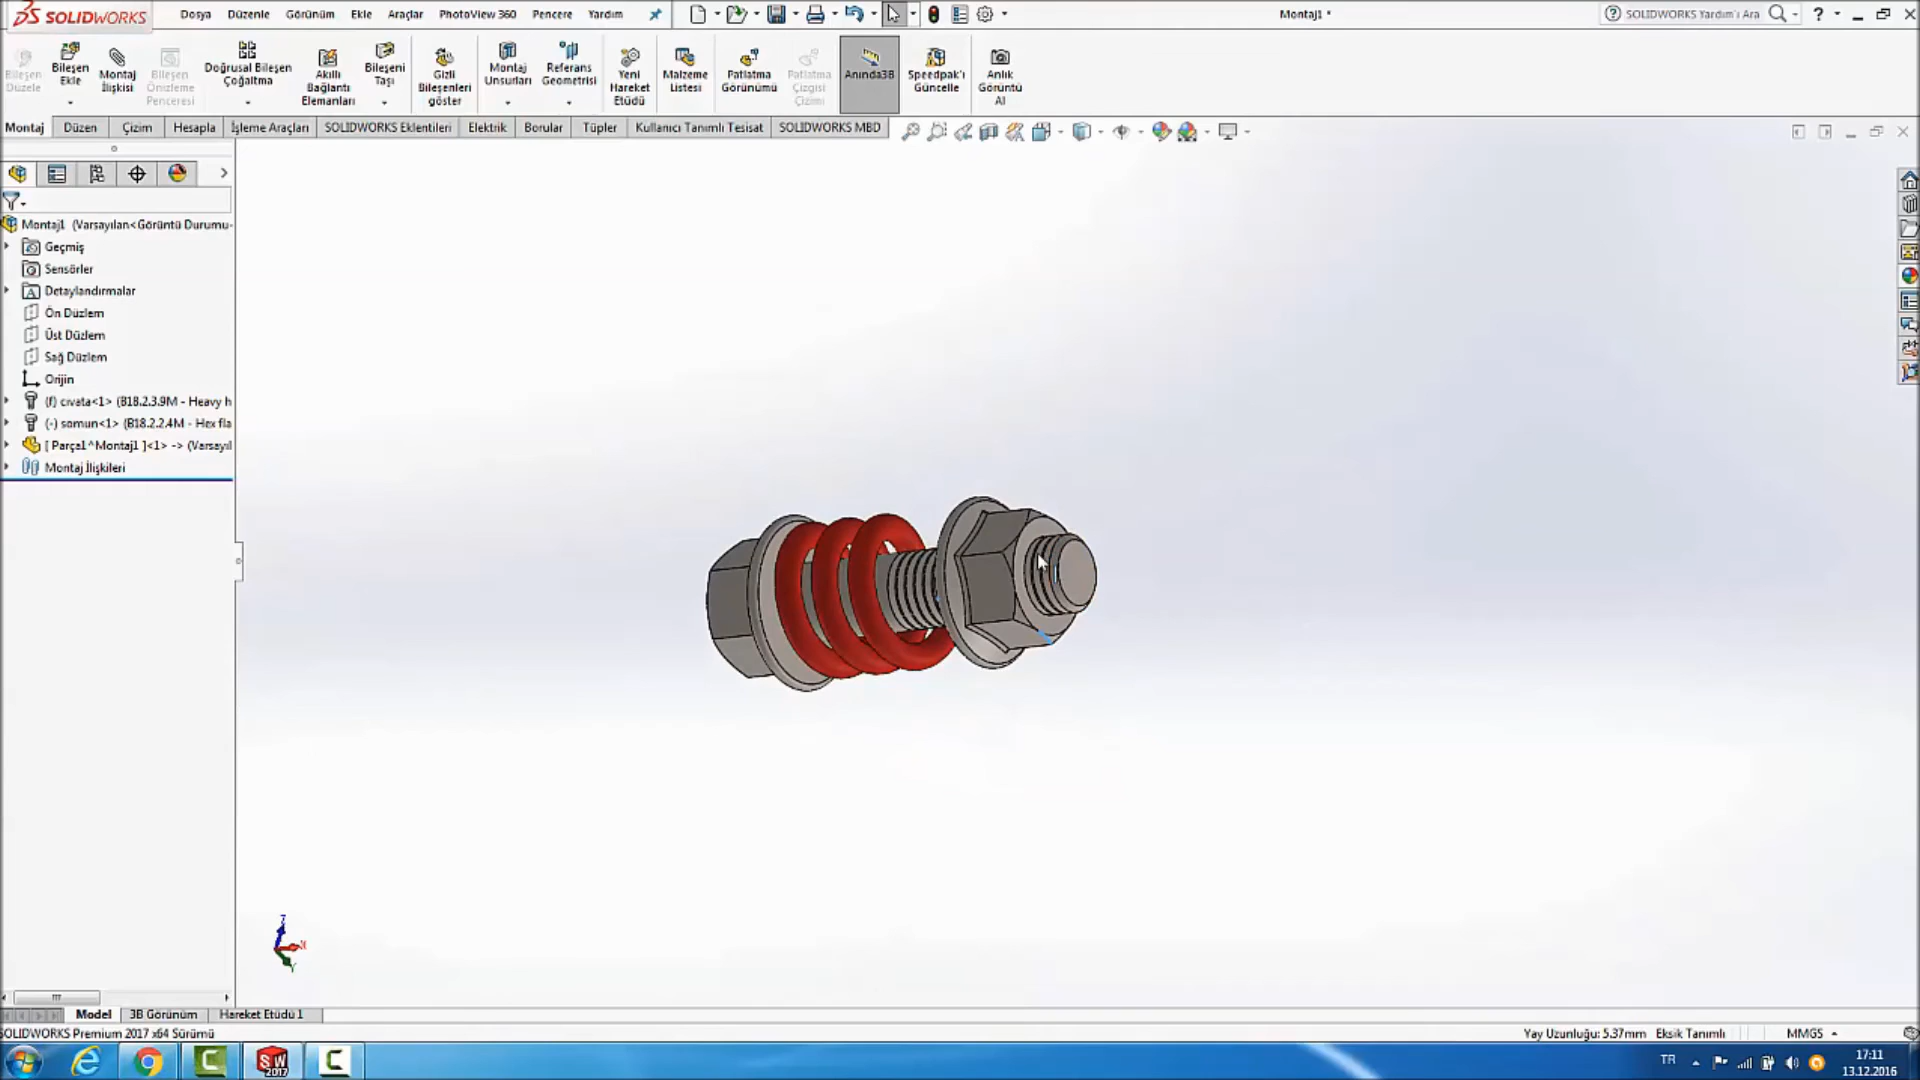 SOLIDWORKS
Dosya Düzenle Görünüm Ekle Araçlar PhotoView 360 Pencere Yardım
Montaj1 *
SOLIDWORKS Yardım'ı Ara
Bileşen Düzele
Bileşen Ekle
Montaj İlişkisi
Bileşen Önizleme Penceresi
Doğrusal Bileşen Çoğaltma
Akıllı Bağlantı Elemanları
Bileşeni Taşı
Gizli Bileşenleri göster
Montaj Unsurları
Referans Geometrisi
Yeni Hareket Etüdü
Malzeme Listesi
Patlatma Görünümü
Patlatma Çizgisi Çizimi
Anında3B
Speedpak'ı Güncelle
Anlık Görüntü Al
Montaj Düzen Çizim Hesapla İşleme Araçları SOLIDWORKS Eklentileri Elektrik Borular Tüpler Kullanıcı Tanımlı Tesisat SOLIDWORKS MBD
Montaj1 (Varsayılan<Görüntü Durumu-
Geçmiş
Sensörler
Detaylandırmalar
Ön Düzlem
Üst Düzlem
Sağ Düzlem
Orijin
(f) cıvata<1> (B18.2.3.9M - Heavy h
(-) somun<1> (B18.2.2.4M - Hex fla
[ Parça1^Montaj1 ]<1> -> (Varsayıl
Montaj İlişkileri
Z
X
Y
Model 3B Görünüm Hareket Etüdü 1
SOLIDWORKS Premium 2017 x64 Sürümü
Yay Uzunluğu: 5.37mm Eksik Tanımlı MMGS
SW 2017
TR
17:11
13.12.2016